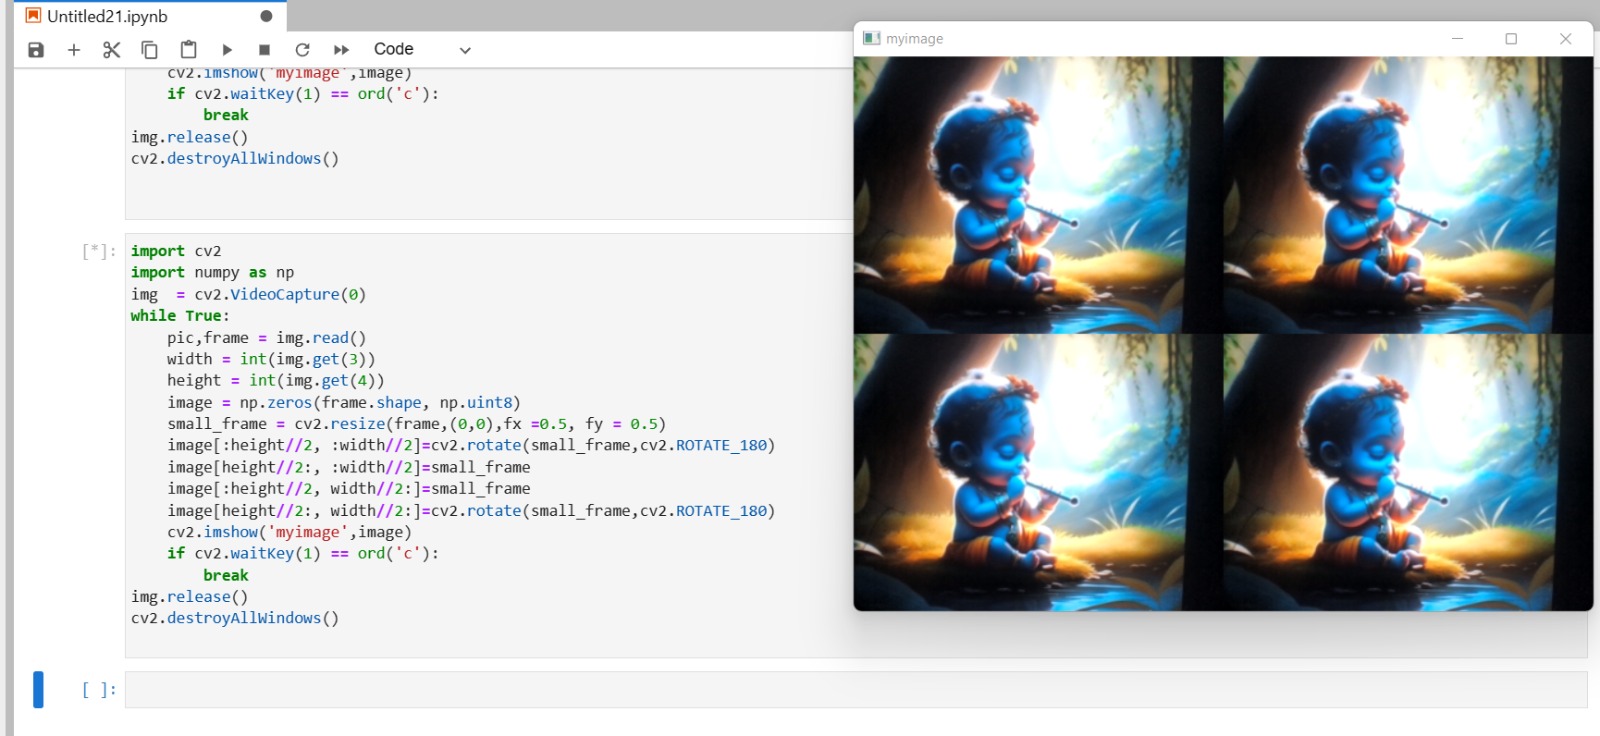 Untitled21.ipynb
Code
myimage
cv2.imshow('myimage',image)
if cv2.waitKey(1) == ord('c'):
break
img.release()
cv2.destroyAllWindows()
[*]:
import cv2
import numpy as np
img  = cv2.VideoCapture(0)
while True:
pic,frame = img.read()
width = int(img.get(3))
height = int(img.get(4))
image = np.zeros(frame.shape, np.uint8)
small_frame = cv2.resize(frame,(0,0),fx =0.5, fy = 0.5)
image[:height//2, :width//2]=cv2.rotate(small_frame,cv2.ROTATE_180)
image[height//2:, :width//2]=small_frame
image[:height//2, width//2:]=small_frame
image[height//2:, width//2:]=cv2.rotate(small_frame,cv2.ROTATE_180)
cv2.imshow('myimage',image)
if cv2.waitKey(1) == ord('c'):
break
img.release()
cv2.destroyAllWindows()
[ ]: